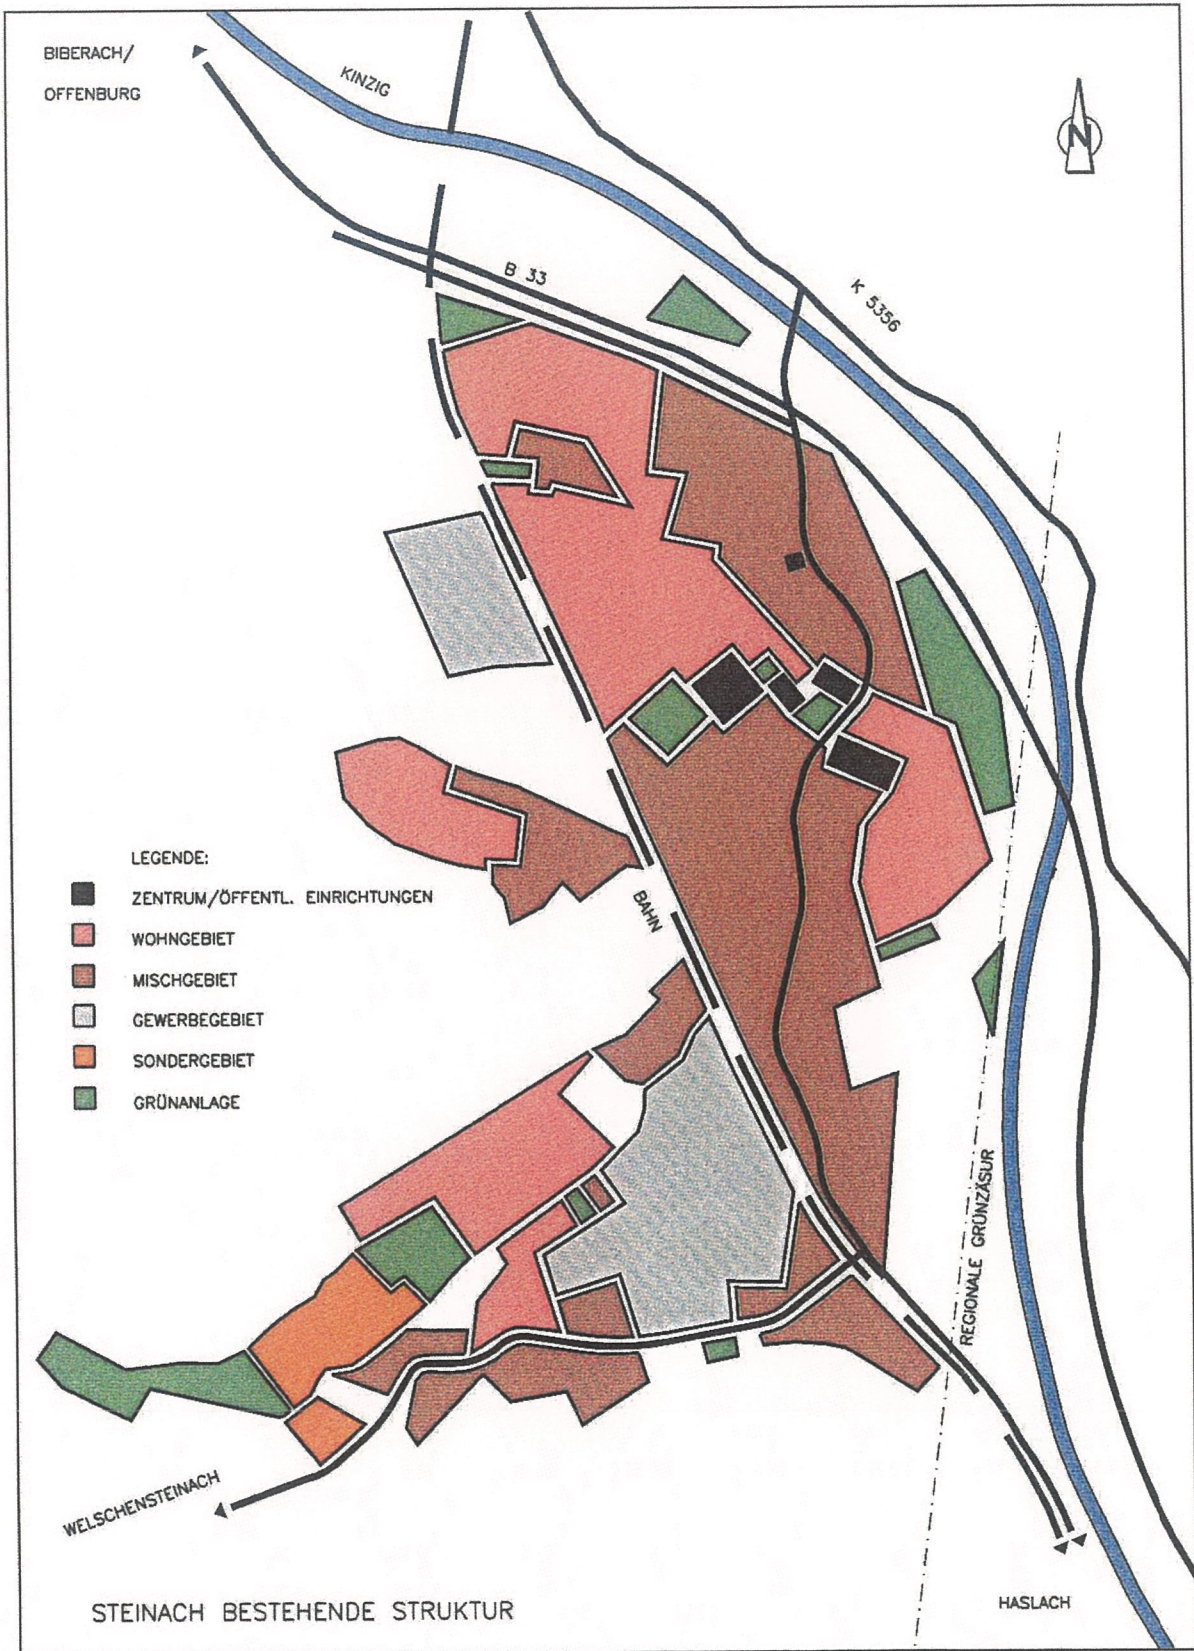 BIBERACH/
OFFENBURG
KINZIG
N
B 33
K 5356
LEGENDE:
ZENTRUM/ÖFFENTL. EINRICHTUNGEN
WOHNGEBIET
MISCHGEBIET
GEWERBEGEBIET
SONDERGEBIET
GRÜNANLAGE
BAHN
REGIONALE GRÜNZÄSUR
WELSCHENSTEINACH
HASLACH
STEINACH BESTEHENDE STRUKTUR